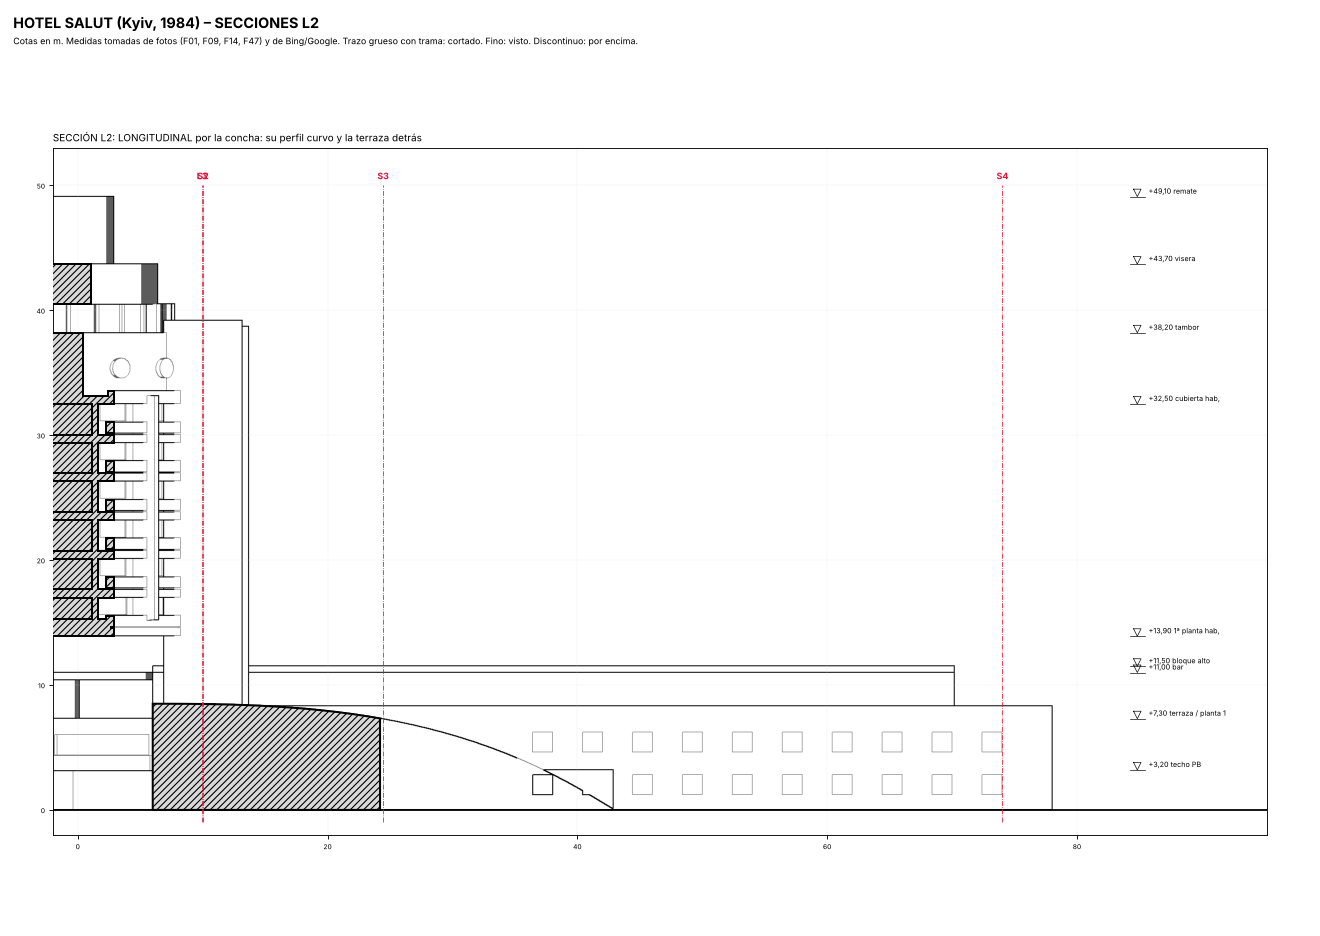 HOTEL SALUT (Kyiv, 1984) – SECCIONES L2
Cotas en m. Medidas tomadas de fotos (F01, F09, F14, F47) y de Bing/Google. Trazo grueso con trama: cortado. Fino: visto. Discontinuo: por encima.
SECCIÓN L2: LONGITUDINAL por la concha: su perfil curvo y la terraza detrás
S3
S4
50
+49,10 remate
+43,70 visera
40
+38,20 tambor
+32,50 cubierta hab,
30
20
+13,90 1ª planta hab,
+11,50 bloque alto
+11,00 bar
10
+7,30 terraza / planta 1
+3,20 techo PB
0
0
20
40
60
80